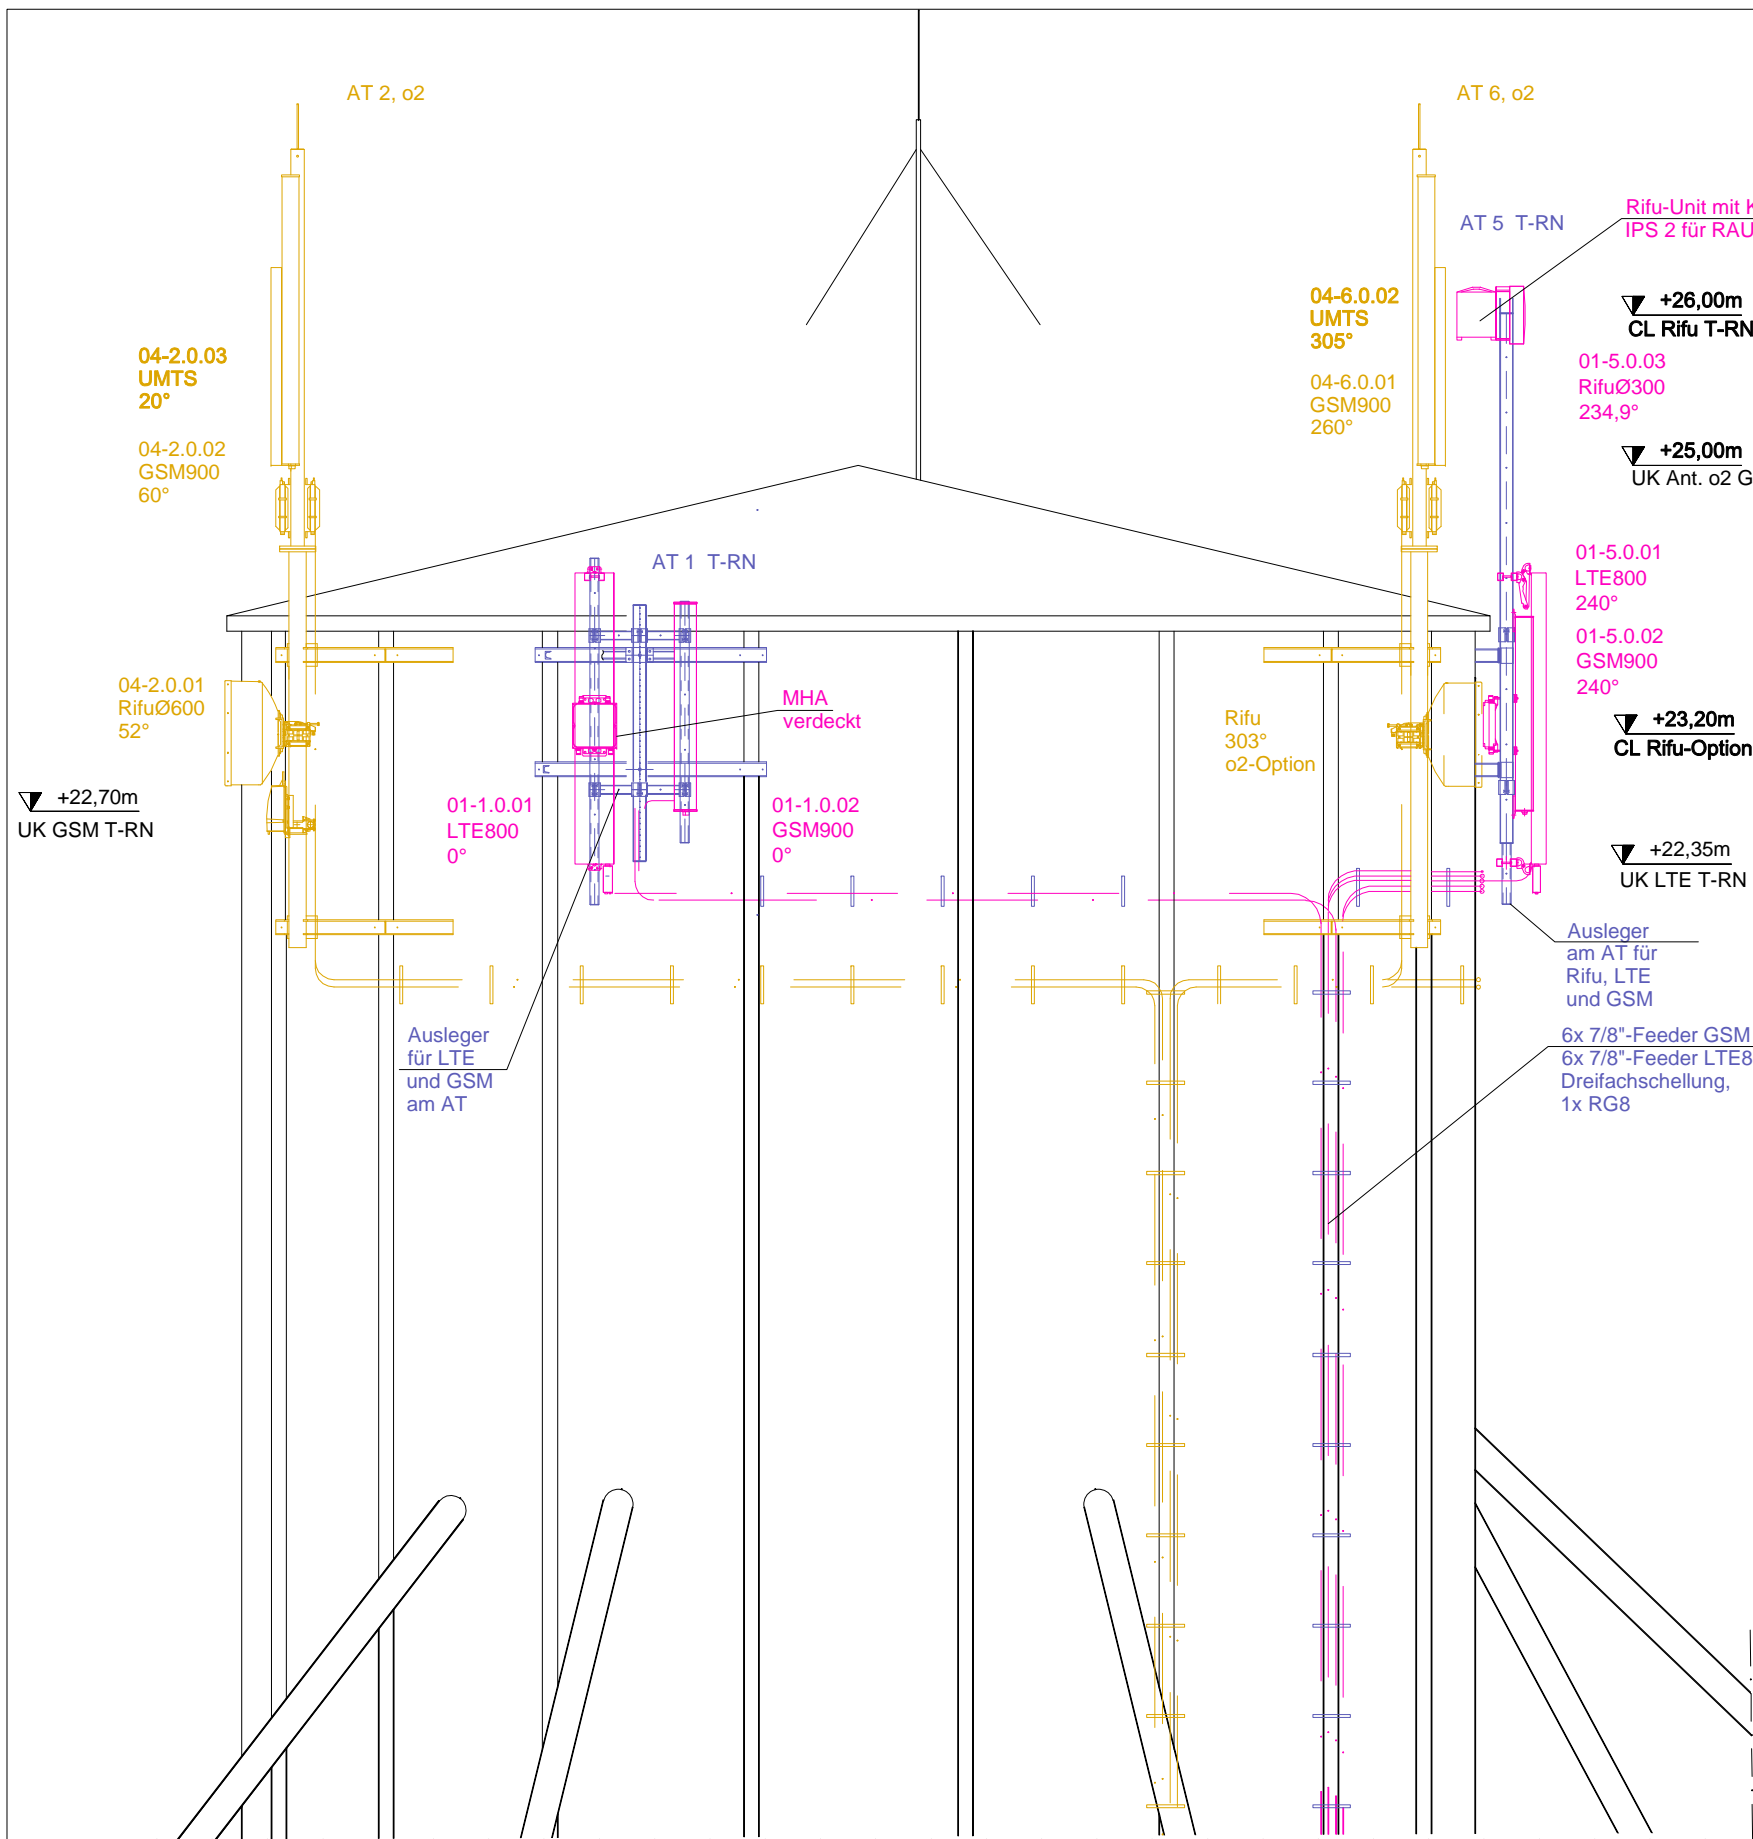 AT 2, o2
AT 6, o2
AT 5  T-RN
Rifu-Unit mit
IPS 2 für RAU
04-6.0.02
UMTS
305°
+26,00m
CL Rifu T-RN
04-2.0.03
UMTS
20°
04-6.0.01
GSM900
260°
01-5.0.03
RifuØ300
234,9°
04-2.0.02
GSM900
60°
+25,00m
UK Ant. o2 G
AT 1  T-RN
01-5.0.01
LTE800
240°
01-5.0.02
GSM900
240°
04-2.0.01
RifuØ600
52°
MHA
verdeckt
Rifu
303°
o2-Option
+23,20m
CL Rifu-Option
+22,70m
UK GSM T-RN
01-1.0.01
LTE800
0°
01-1.0.02
GSM900
0°
+22,35m
UK LTE T-RN
Ausleger
am AT für
Rifu, LTE
und GSM
Ausleger
für LTE
und GSM
am AT
6x 7/8"-Feeder GSM
6x 7/8"-Feeder LTE8
Dreifachschellung,
1x RG8